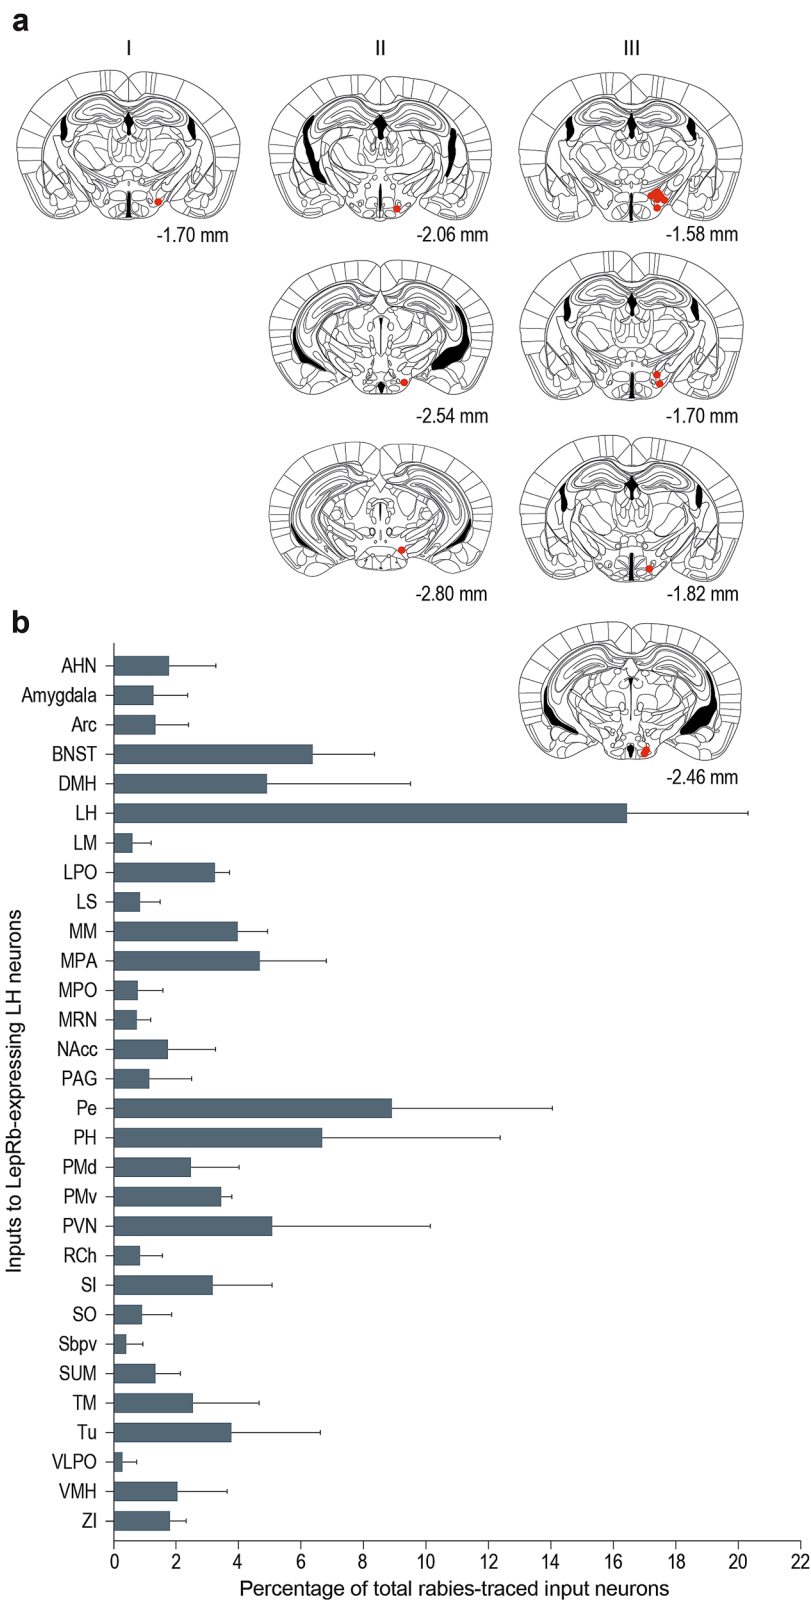 a
I II III
-1.70 mm -2.06 mm -1.58 mm
-2.54 mm -1.70 mm
-2.80 mm -1.82 mm
-2.46 mm
b
Inputs to LepRb-expressing LH neurons
AHN
Amygdala
Arc
BNST
DMH
LH
LM
LPO
LS
MM
MPA
MPO
MRN
NAcc
PAG
Pe
PH
PMd
PMv
PVN
RCh
SI
SO
Sbpv
SUM
TM
Tu
VLPO
VMH
ZI
0 2 4 6 8 10 12 14 16 18 20 22
Percentage of total rabies-traced input neurons